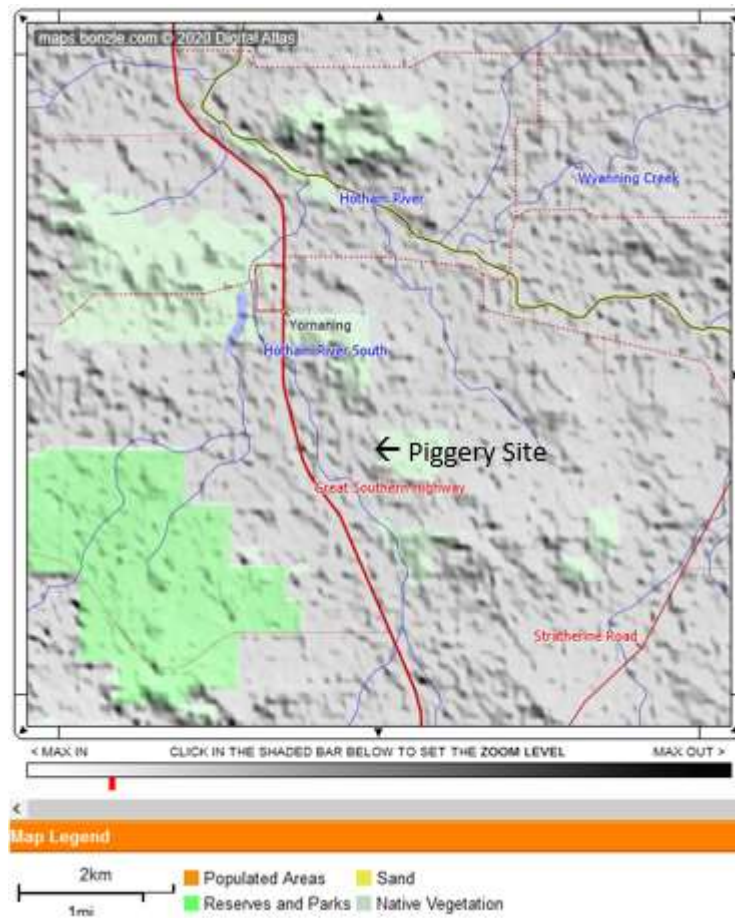 maps.bonzle.com © 2020 Digital Atlas
Wyanning Creek
Hotham River
Yornaning
Hotham River South
← Piggery Site
Great Southern Highway
Stratherine Road
< MAX IN CLICK IN THE SHADED BAR BELOW TO SET THE ZOOM LEVEL MAX OUT >
Map Legend
2km
1mi
Populated Areas Sand
Reserves and Parks Native Vegetation